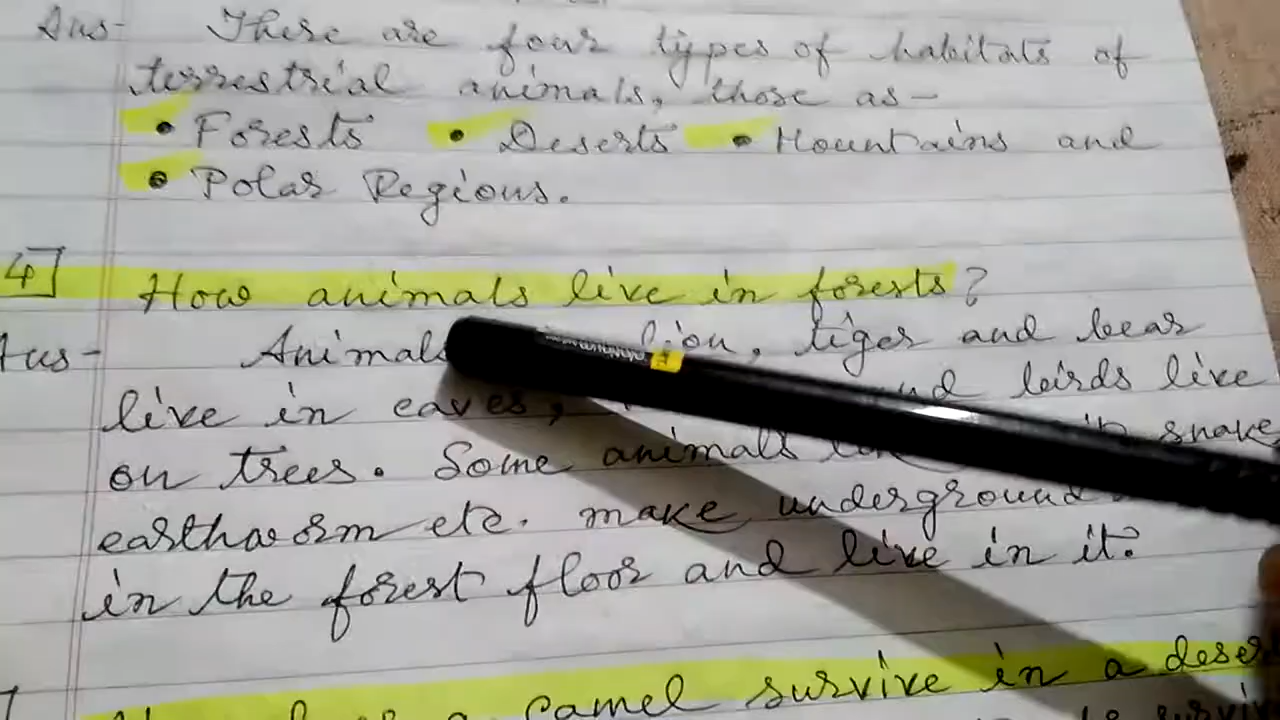 Ans- There are four types of habitats of
terrestrial animals, those as-
• Forests • Deserts • Mountains and
• Polar Regions.
4 How animals live in forests?
Ans- Animals lion, tiger and bear
live in caves, and birds live
on trees. Some animals snake,
earthworm etc. make underground
in the forest floor and live in it.
a camel survive in a desert